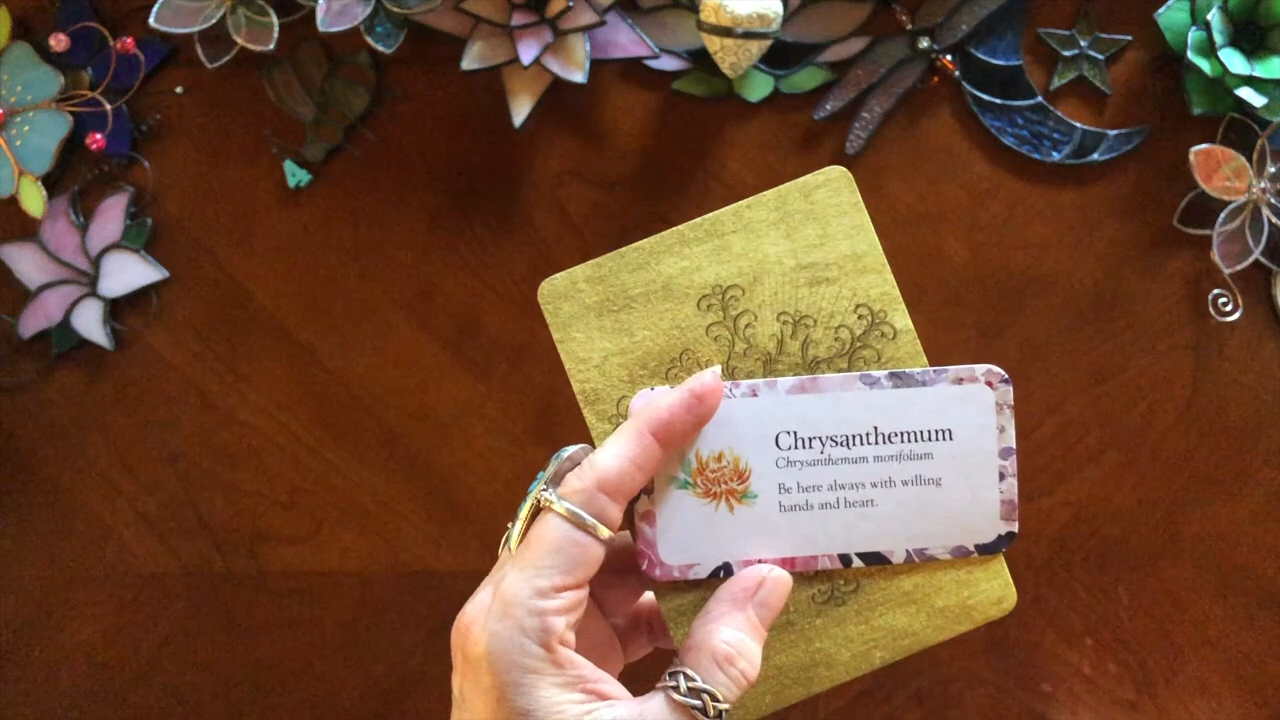 Chrysanthemum
Chrysanthemum morifolium
Be here always with willing
hands and heart.